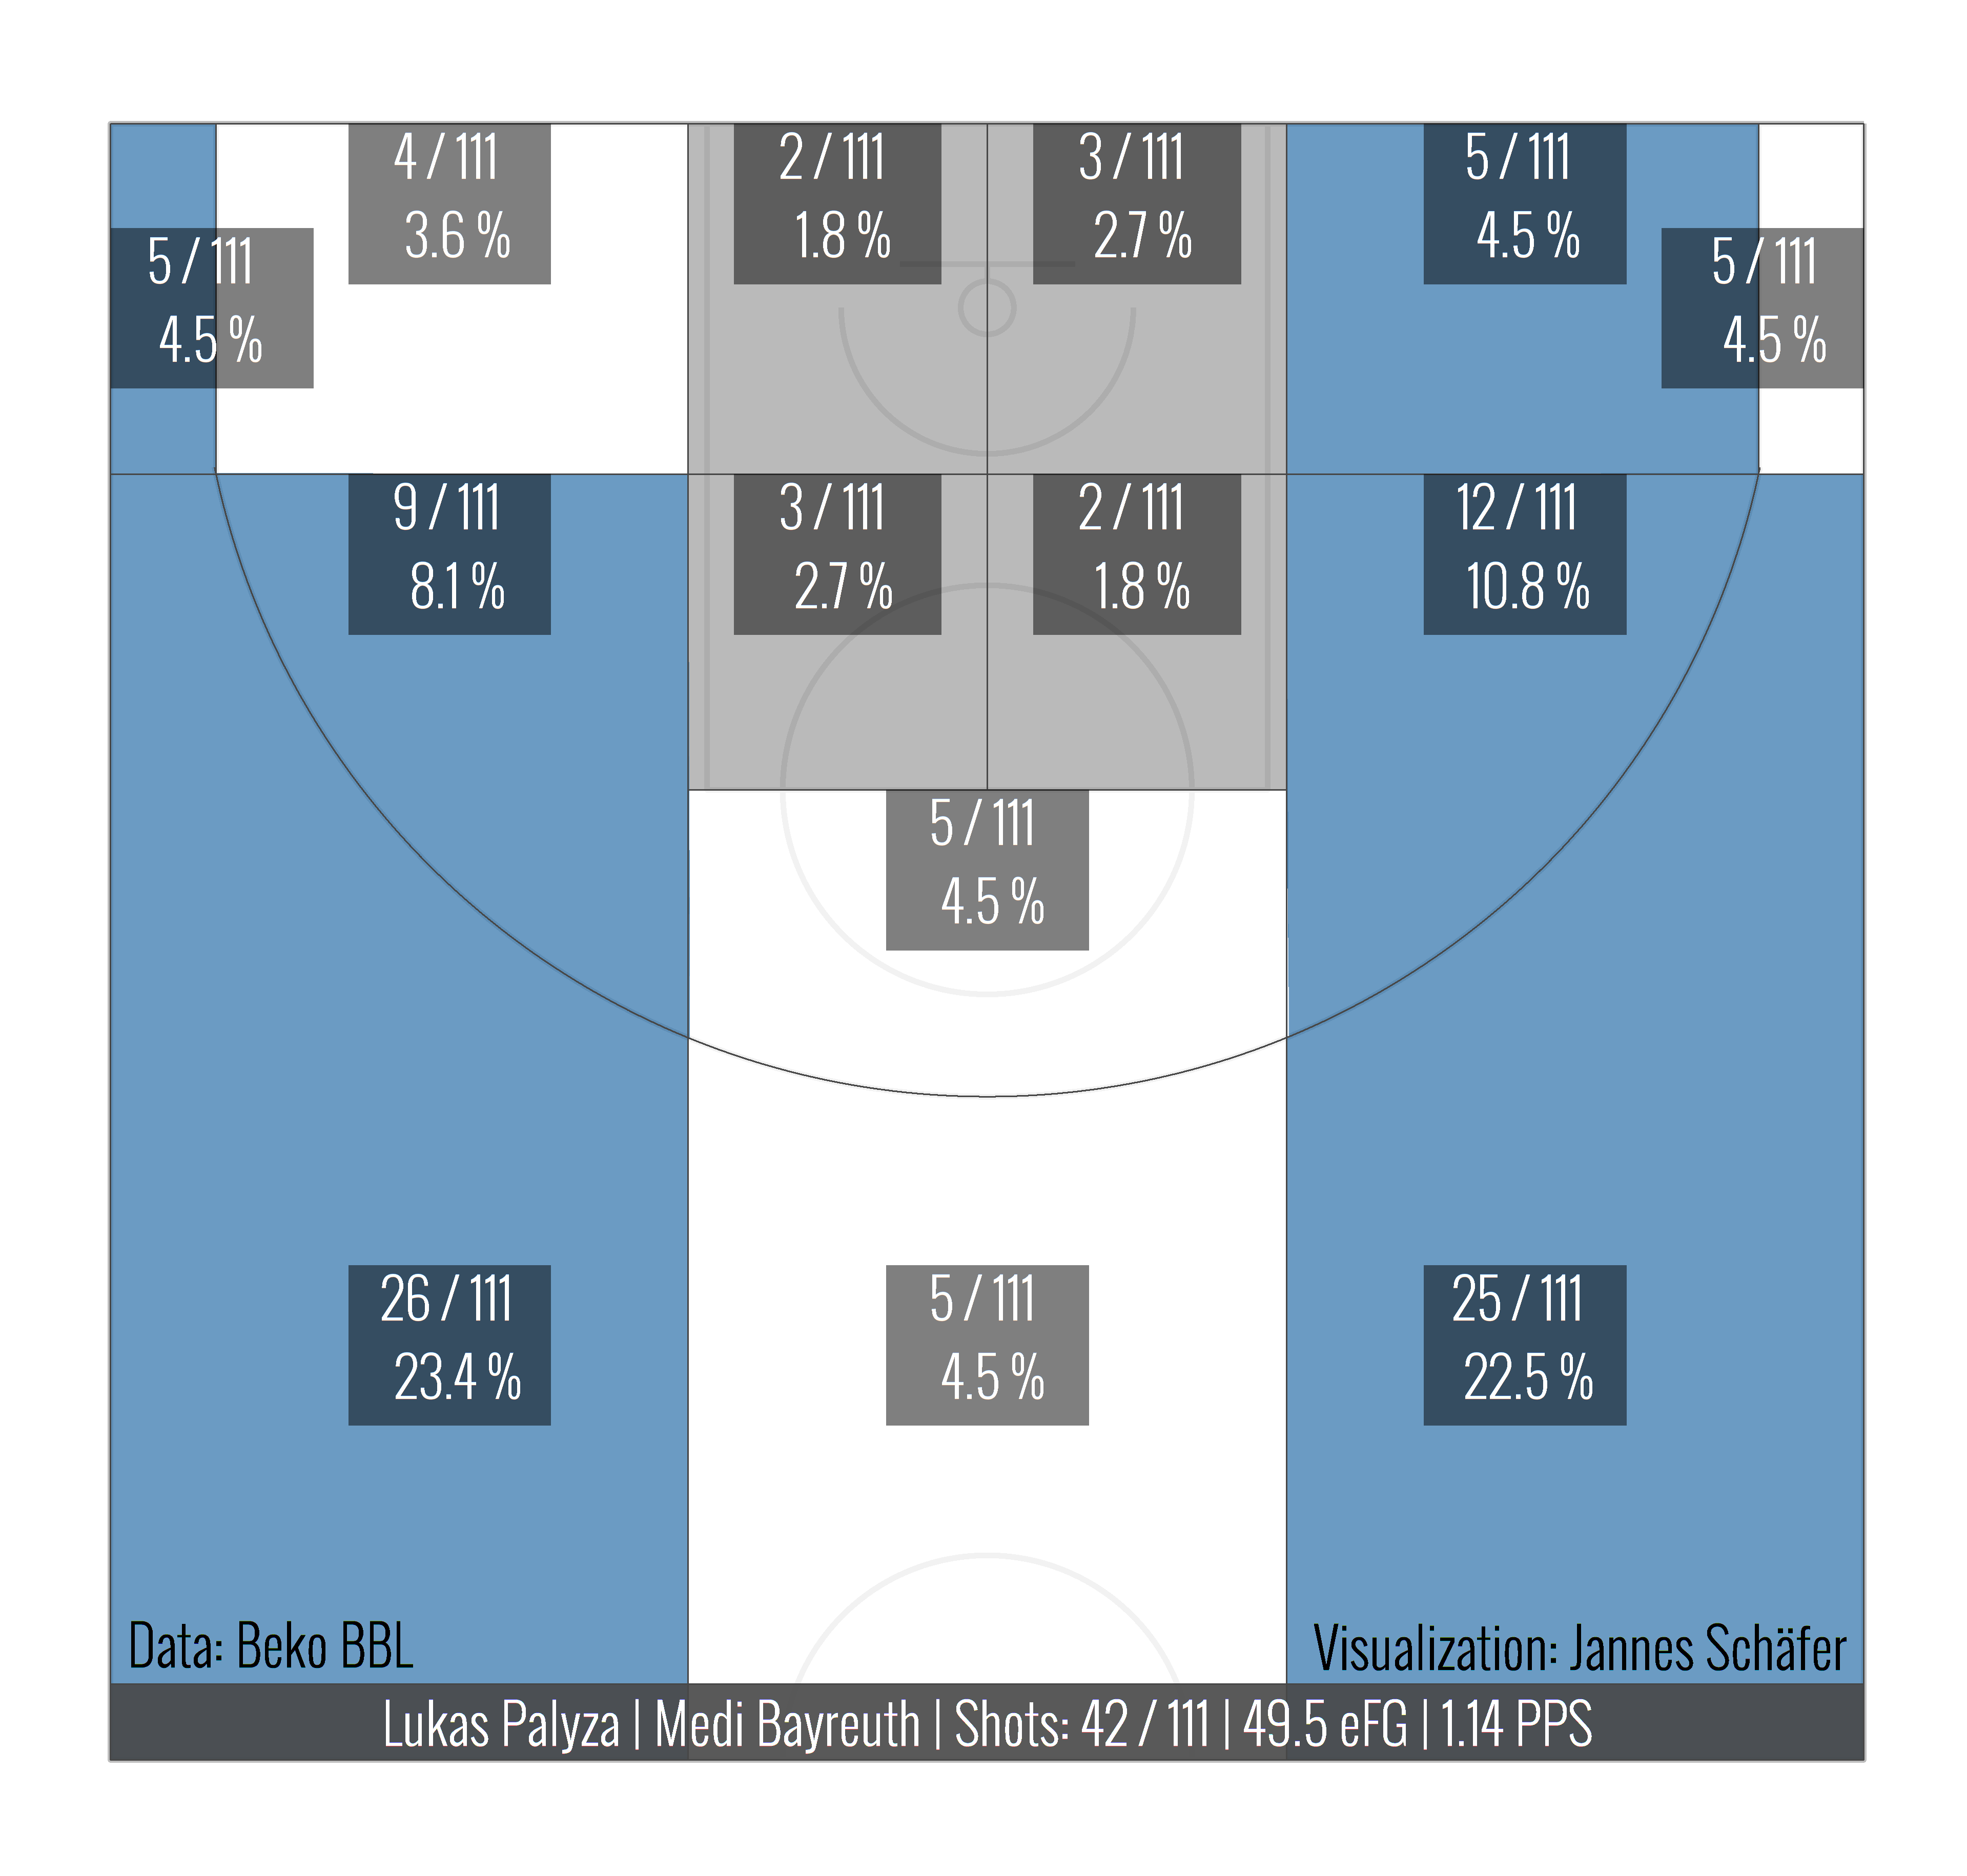 4 / 111
3.6 %
2 / 111
1.8 %
3 / 111
2.7 %
5 / 111
4.5 %
5 / 111
4.5 %
5 / 111
4.5 %
9 / 111
8.1 %
3 / 111
2.7 %
2 / 111
1.8 %
12 / 111
10.8 %
5 / 111
4.5 %
26 / 111
23.4 %
5 / 111
4.5 %
25 / 111
22.5 %
Data: Beko BBL
Visualization: Jannes Schäfer
Lukas Palyza | Medi Bayreuth | Shots: 42 / 111 | 49.5 eFG | 1.14 PPS